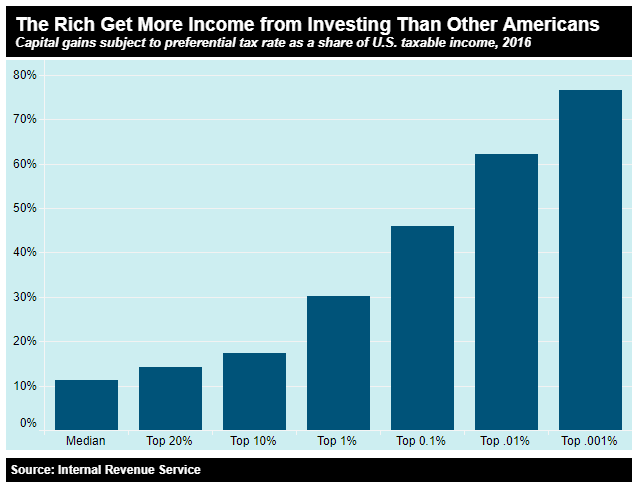 The Rich Get More Income from Investing Than Other Americans
Capital gains subject to preferential tax rate as a share of U.S. taxable income, 2016
80%
70%
60%
50%
40%
30%
20%
10%
0%
Median Top 20% Top 10% Top 1% Top 0.1% Top .01% Top .001%
Source: Internal Revenue Service